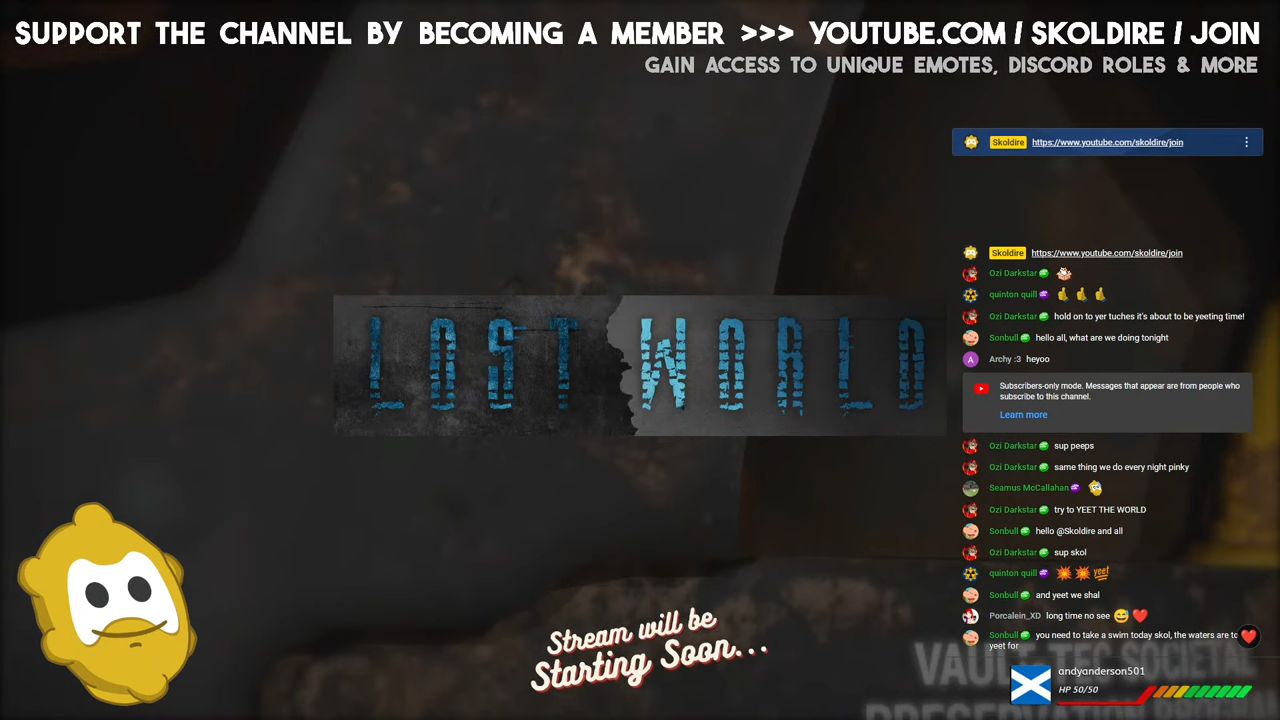 SUPPORT THE CHANNEL BY BECOMING A MEMBER >>> YOUTUBE.COM / SKOLDIRE / JOIN
GAIN ACCESS TO UNIQUE EMOTES, DISCORD ROLES & MORE
Skoldire https://www.youtube.com/skoldire/join
Skoldire https://www.youtube.com/skoldire/join
Ozi Darkstar
quinton quill
Ozi Darkstar hold on to yer tuches it's about to be yeeting time!
Sonbull hello all, what are we doing tonight
A Archy :3 heyoo
Subscribers-only mode. Messages that appear are from people who
subscribe to this channel.
Learn more
Ozi Darkstar sup peeps
Ozi Darkstar same thing we do every night pinky
Seamus McCallahan
Ozi Darkstar try to YEET THE WORLD
Sonbull hello @Skoldire and all
Ozi Darkstar sup skol
quinton quill yeet
Sonbull and yeet we shal
Porcalein_XD long time no see
Sonbull you need to take a swim today skol, the waters are to
yeet for
LOST WORLD
Stream will be
Starting Soon...
VAULT-TEC SOCIETAL
PRESERVATION
andyanderson501
HP 50/50